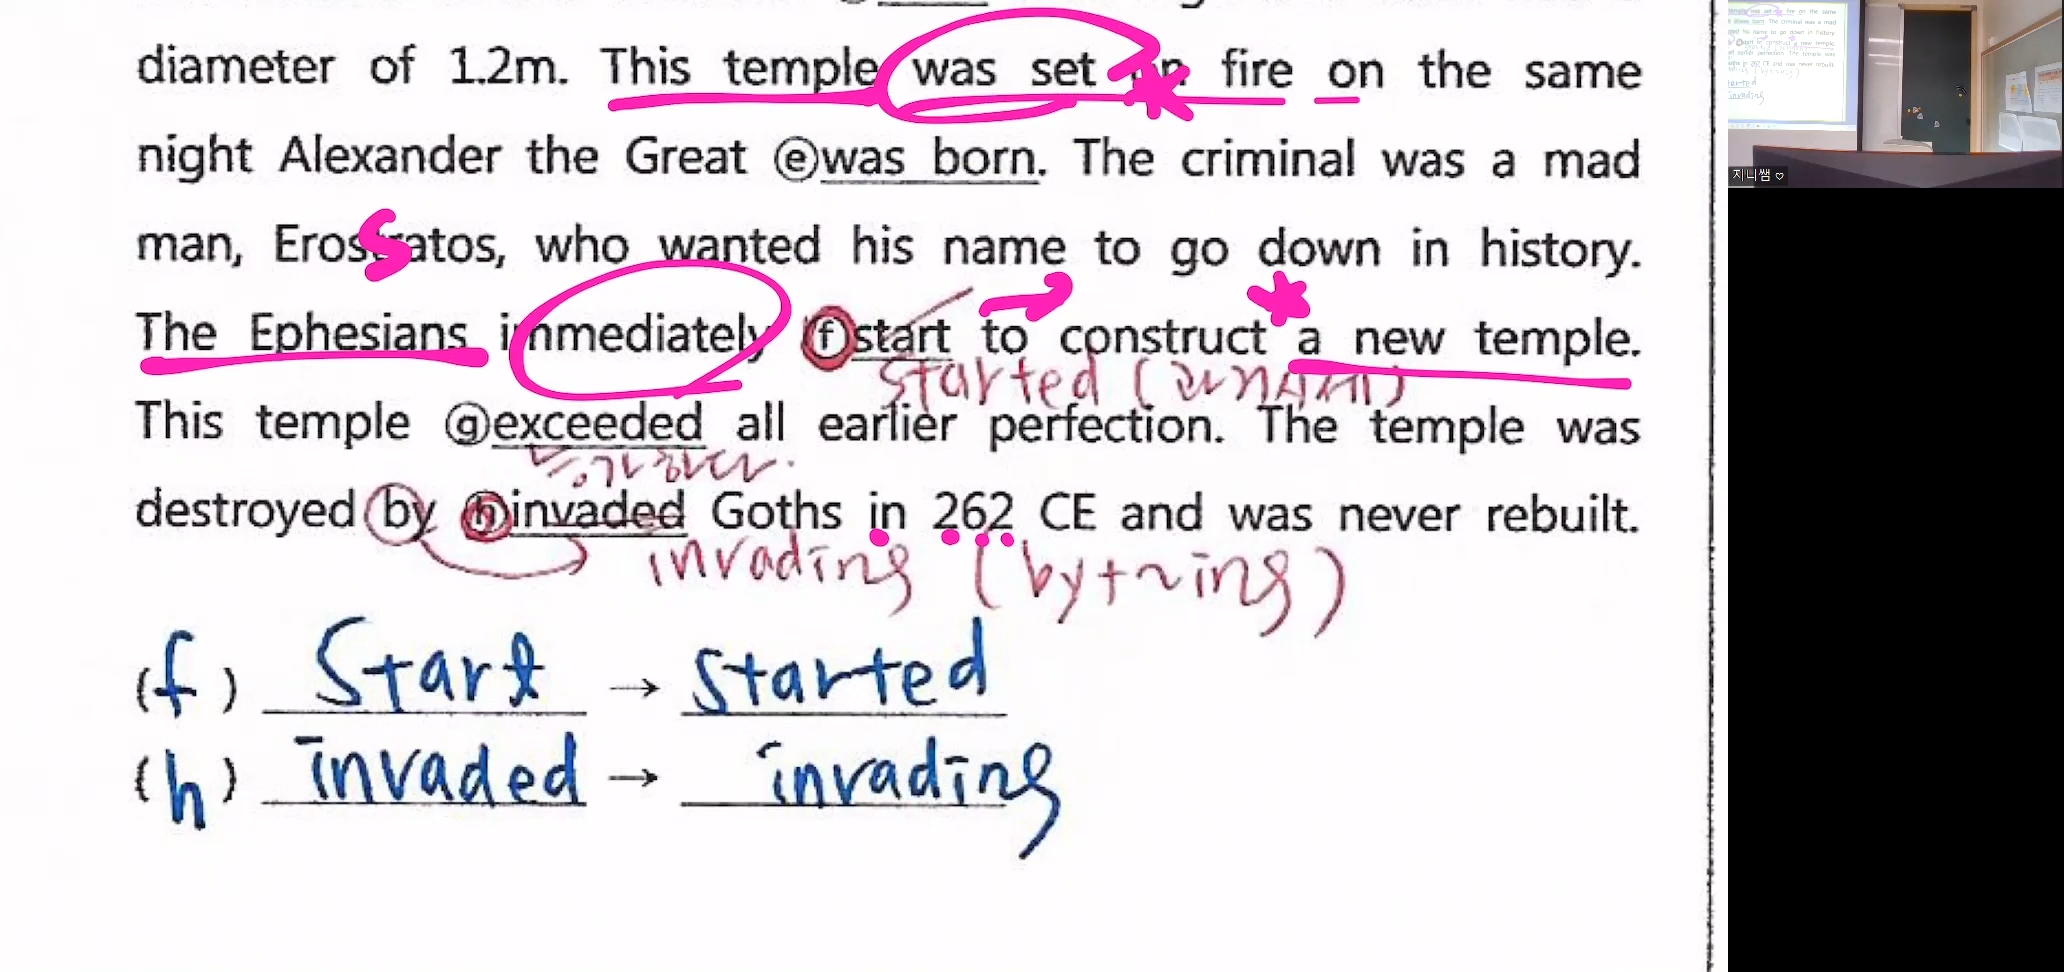 diameter of 1.2m. This temple was set on fire on the same
night Alexander the Great ⓔwas born. The criminal was a mad
man, Erostratos, who wanted his name to go down in history.
S
The Ephesians immediately ⓕstart to construct a new temple.
started (과거시제)
This temple ⓖexceeded all earlier perfection. The temple was
능가하다.
destroyed by ⓗinvaded Goths in 262 CE and was never rebuilt.
invading (by+~ing)
(f) start → started
(h) invaded → invading
지니쌤 ♡